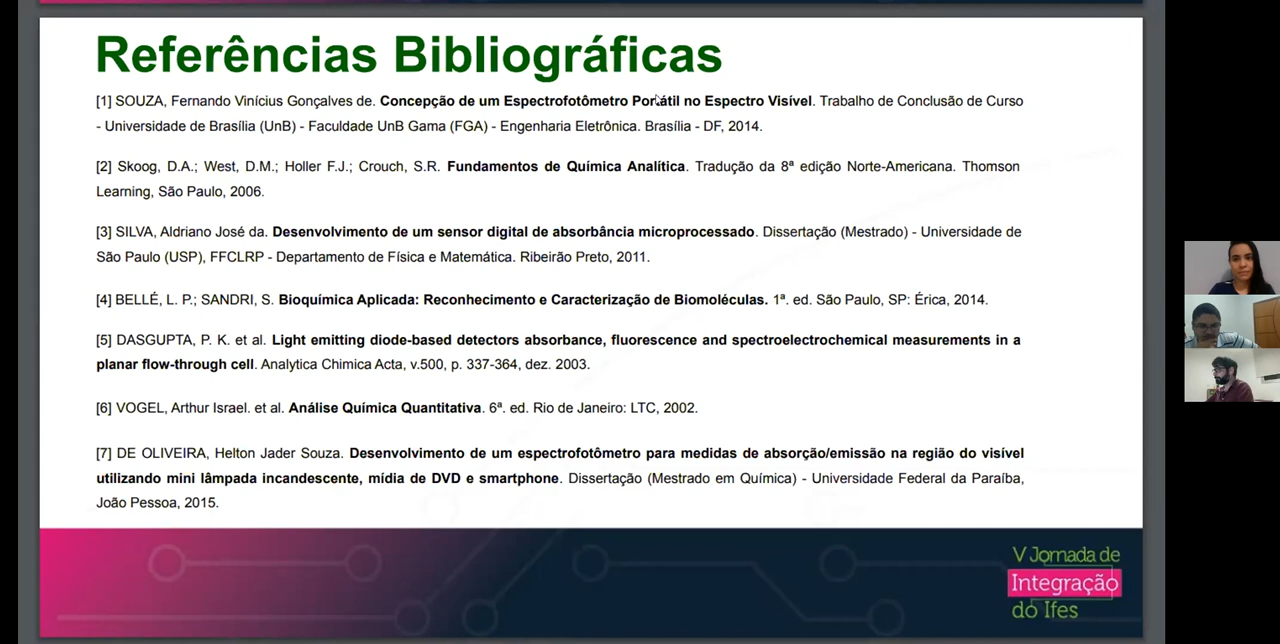 Referências Bibliográficas
[1] SOUZA, Fernando Vinícius Gonçalves de. Concepção de um Espectrofotômetro Portátil no Espectro Visível. Trabalho de Conclusão de Curso
- Universidade de Brasília (UnB) - Faculdade UnB Gama (FGA) - Engenharia Eletrônica. Brasília - DF, 2014.
[2] Skoog, D.A.; West, D.M.; Holler F.J.; Crouch, S.R. Fundamentos de Química Analítica. Tradução da 8ª edição Norte-Americana. Thomson
Learning, São Paulo, 2006.
[3] SILVA, Aldriano José da. Desenvolvimento de um sensor digital de absorbância microprocessado. Dissertação (Mestrado) - Universidade de
São Paulo (USP), FFCLRP - Departamento de Física e Matemática. Ribeirão Preto, 2011.
[4] BELLÉ, L. P.; SANDRI, S. Bioquímica Aplicada: Reconhecimento e Caracterização de Biomoléculas. 1ª. ed. São Paulo, SP: Érica, 2014.
[5] DASGUPTA, P. K. et al. Light emitting diode-based detectors absorbance, fluorescence and spectroelectrochemical measurements in a
planar flow-through cell. Analytica Chimica Acta, v.500, p. 337-364, dez. 2003.
[6] VOGEL, Arthur Israel. et al. Análise Química Quantitativa. 6ª. ed. Rio de Janeiro: LTC, 2002.
[7] DE OLIVEIRA, Helton Jader Souza. Desenvolvimento de um espectrofotômetro para medidas de absorção/emissão na região do visível
utilizando mini lâmpada incandescente, mídia de DVD e smartphone. Dissertação (Mestrado em Química) - Universidade Federal da Paraíba,
João Pessoa, 2015.
V Jornada de
Integração
do Ifes